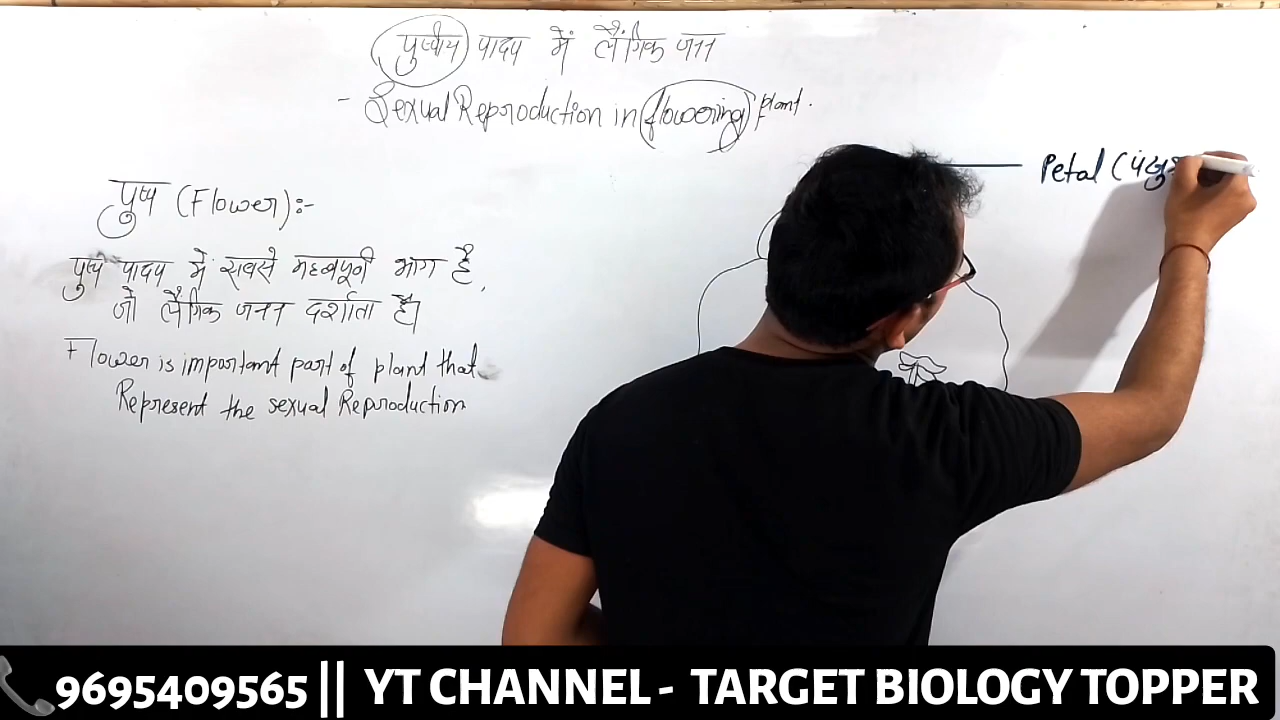 पुष्पीय पादप में लैंगिक जनन
- Sexual Reproduction in flowering plant.
Petal (पंखु
पुष्प (Flower):-
पुष्प पादप में सबसे महत्वपूर्ण भाग है,
जो लैंगिक जनन दर्शाता है।
Flower is important part of plant that
Represent the sexual Reproduction
9695409565 || YT CHANNEL - TARGET BIOLOGY TOPPER